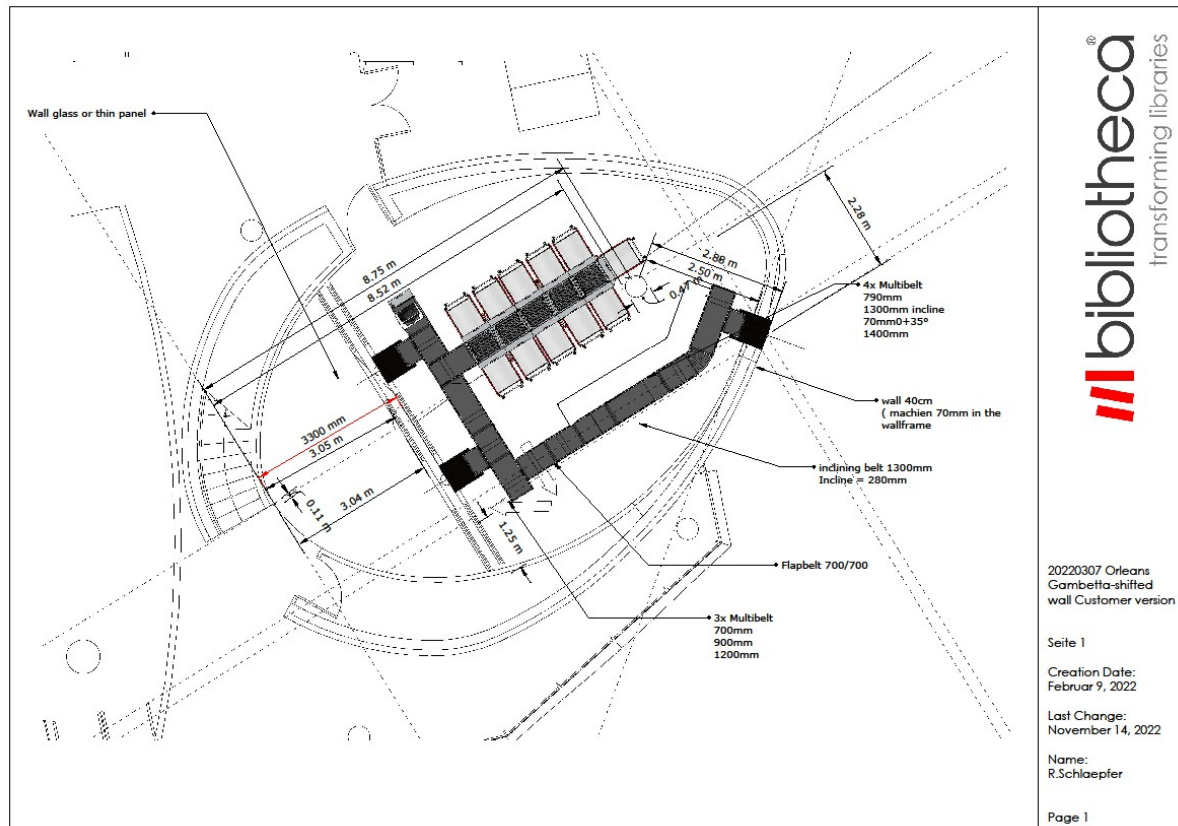 Wall glass or thin panel
8.75 m
8.52 m
2.88 m
2.50 m
0.47 m
2.28 m
4x Multibelt
790mm
1300mm incline
70mm0+35°
1400mm
wall 40cm
( machien 70mm in the
wallframe
inclining belt 1300mm
Incline = 280mm
3300 mm
3.05 m
3.04 m
0.11 m
1.25 m
Flapbelt 700/700
3x Multibelt
700mm
900mm
1200mm
bibliotheca®
transforming libraries
20220307 Orleans
Gambetta-shifted
wall Customer version
Seite 1
Creation Date:
Februar 9, 2022
Last Change:
November 14, 2022
Name:
R.Schlaepfer
Page 1